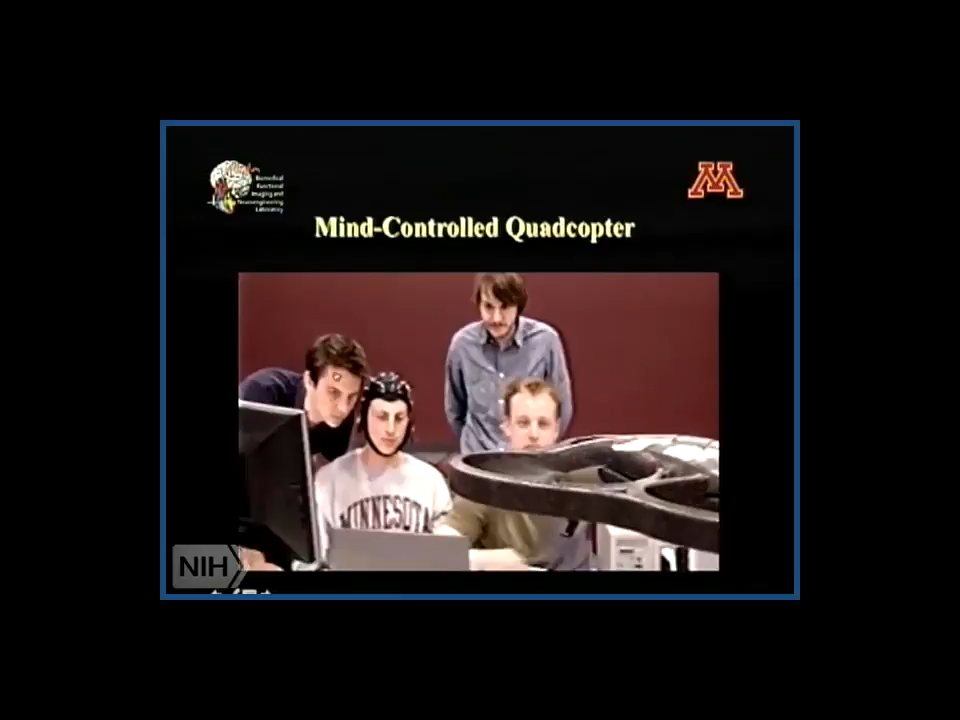 Biomedical
Functional
Imaging and
Neuroengineering
Laboratory
M
Mind-Controlled Quadcopter
MINNESOTA
NIH